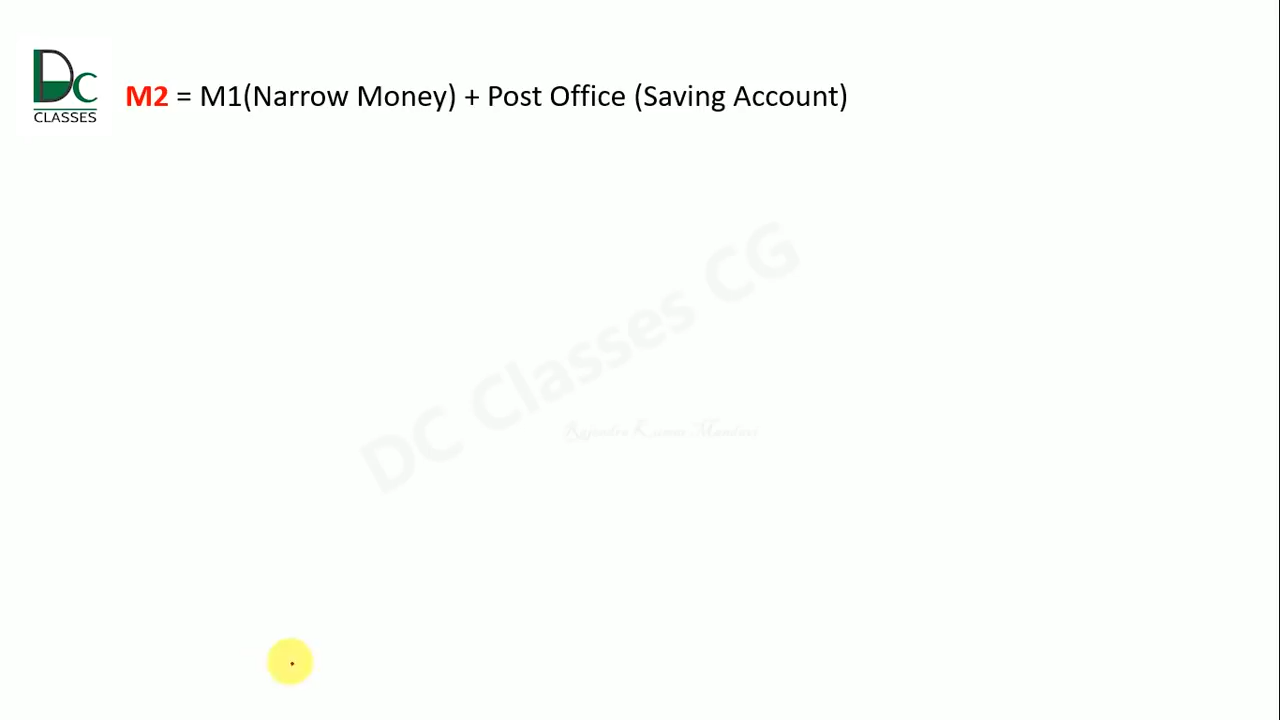 DC
CLASSES
M2 = M1(Narrow Money) + Post Office (Saving Account)
DC Classes CG